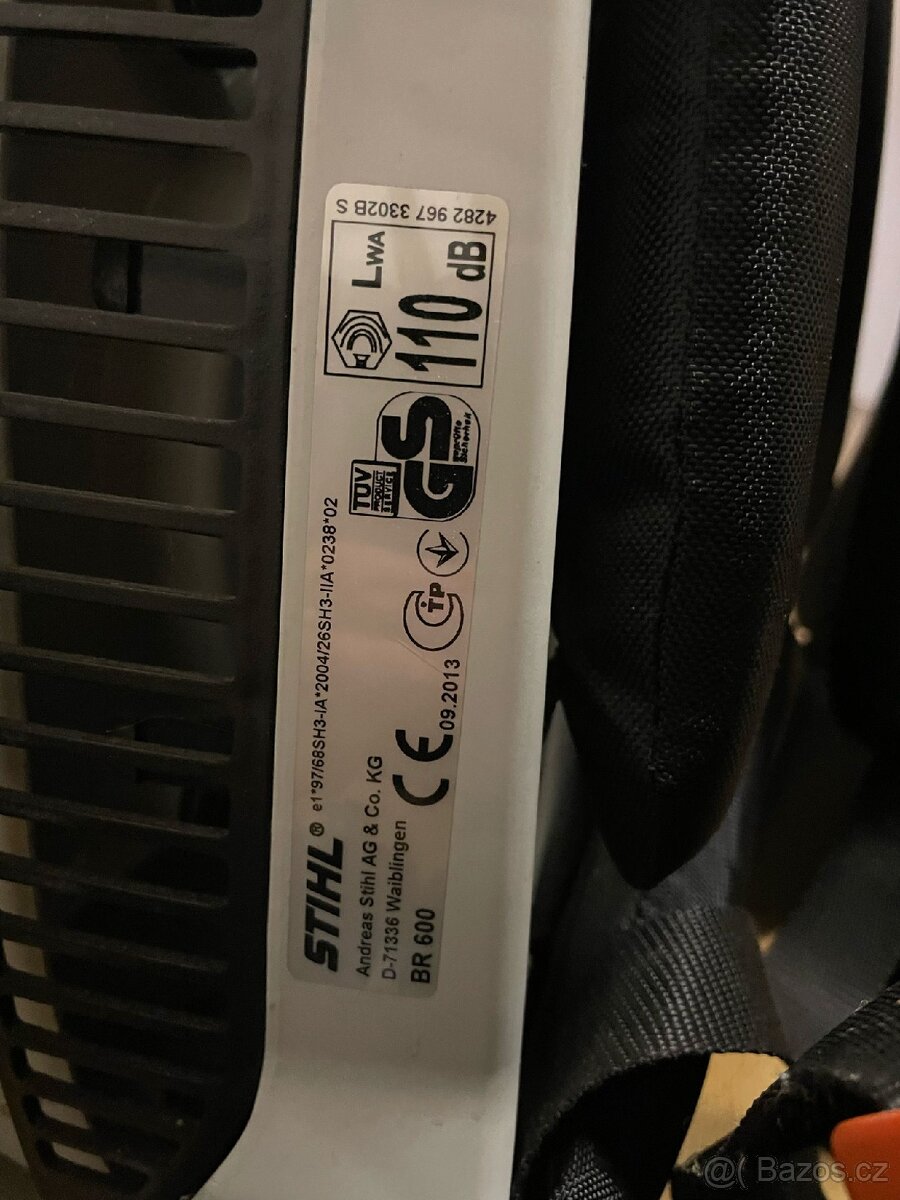 STIHL® e1*97/68SH3-IA*2004/26SH3-IIA*0238*02
Andreas Stihl AG & Co. KG
D-71336 Waiblingen
BR 600
CE 09.2013
TP
TÜV
PRODUCT
SERVICE
GS
geprüfte
Sicherheit
LWA
110 dB
4282 967 3302B S
@( Bazos.cz